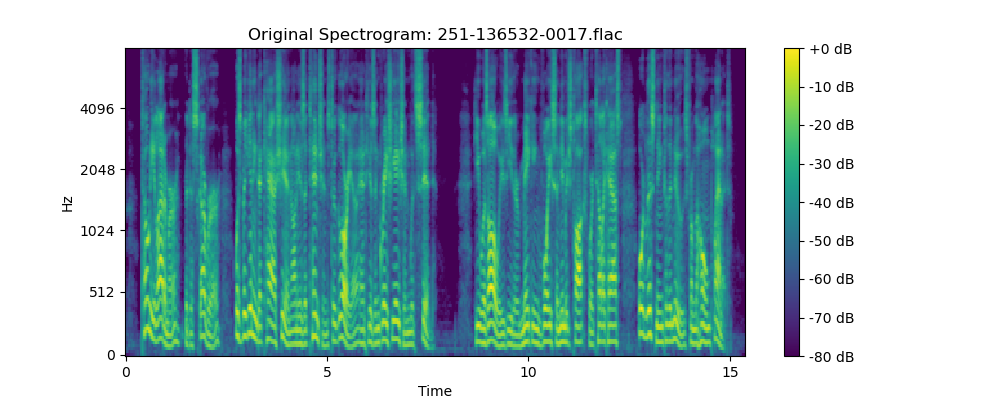 Original Spectrogram: 251-136532-0017.flac
Hz
4096
2048
1024
512
0
0 5 10 15
Time
+0 dB
-10 dB
-20 dB
-30 dB
-40 dB
-50 dB
-60 dB
-70 dB
-80 dB